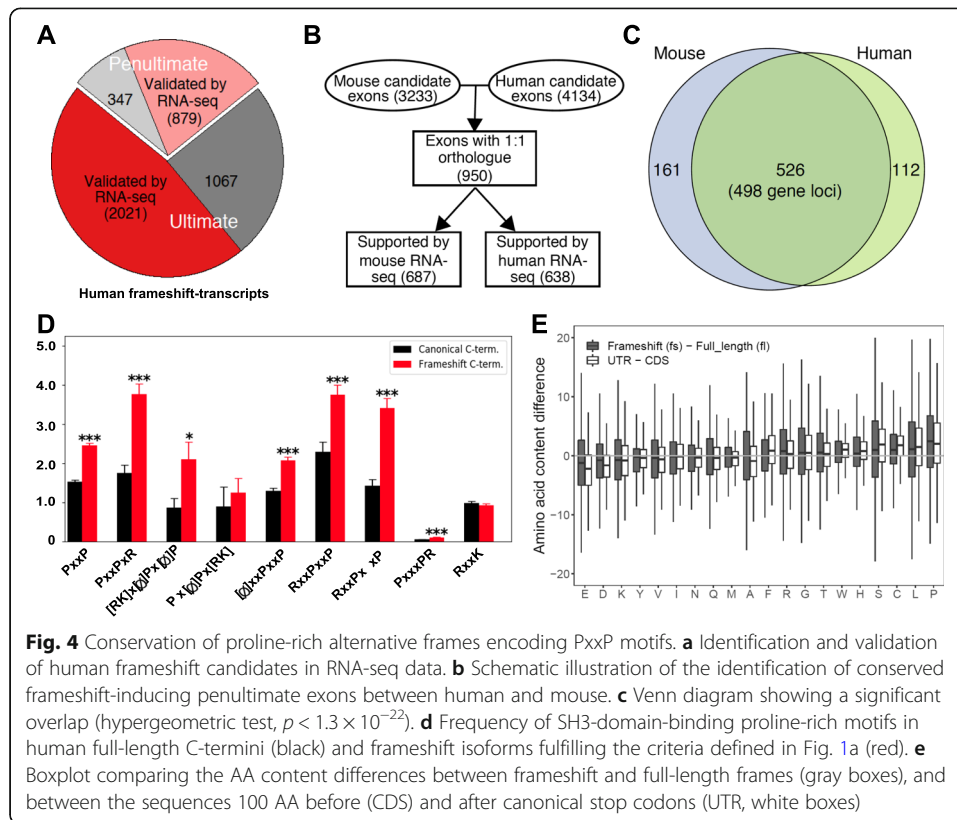 A
Penultimate
347
Validated by
RNA-seq
(879)
1067
Validated by
RNA-seq
(2021)
Ultimate
Human frameshift-transcripts
B
Mouse candidate
exons (3233)
Human candidate
exons (4134)
Exons with 1:1
orthologue
(950)
Supported by
mouse RNA-
seq (687)
Supported by
human RNA-
seq (638)
C
Mouse
Human
161
526
(498 gene loci)
112
D
5.0
4.0
3.0
2.0
1.0
0
Canonical C-term.
Frameshift C-term.
***
***
*
***
***
***
***
PxxP
PxxPxR
[RK]x[ø]Px[ø]P
Px[ø]Px[RK]
[ø]xxPxxP
RxxPxxP
RxxPx xP
PxxxPR
RxxK
E
Amino acid content difference
20
10
0
−10
−20
Frameshift (fs) − Full_length (fl)
UTR − CDS
E D K Y V I N Q M A F R G T W H S C L P
Fig. 4 Conservation of proline-rich alternative frames encoding PxxP motifs. a Identification and validation
of human frameshift candidates in RNA-seq data. b Schematic illustration of the identification of conserved
frameshift-inducing penultimate exons between human and mouse. c Venn diagram showing a significant
overlap (hypergeometric test, p < 1.3 × 10⁻²²). d Frequency of SH3-domain-binding proline-rich motifs in
human full-length C-termini (black) and frameshift isoforms fulfilling the criteria defined in Fig. 1a (red). e
Boxplot comparing the AA content differences between frameshift and full-length frames (gray boxes), and
between the sequences 100 AA before (CDS) and after canonical stop codons (UTR, white boxes)